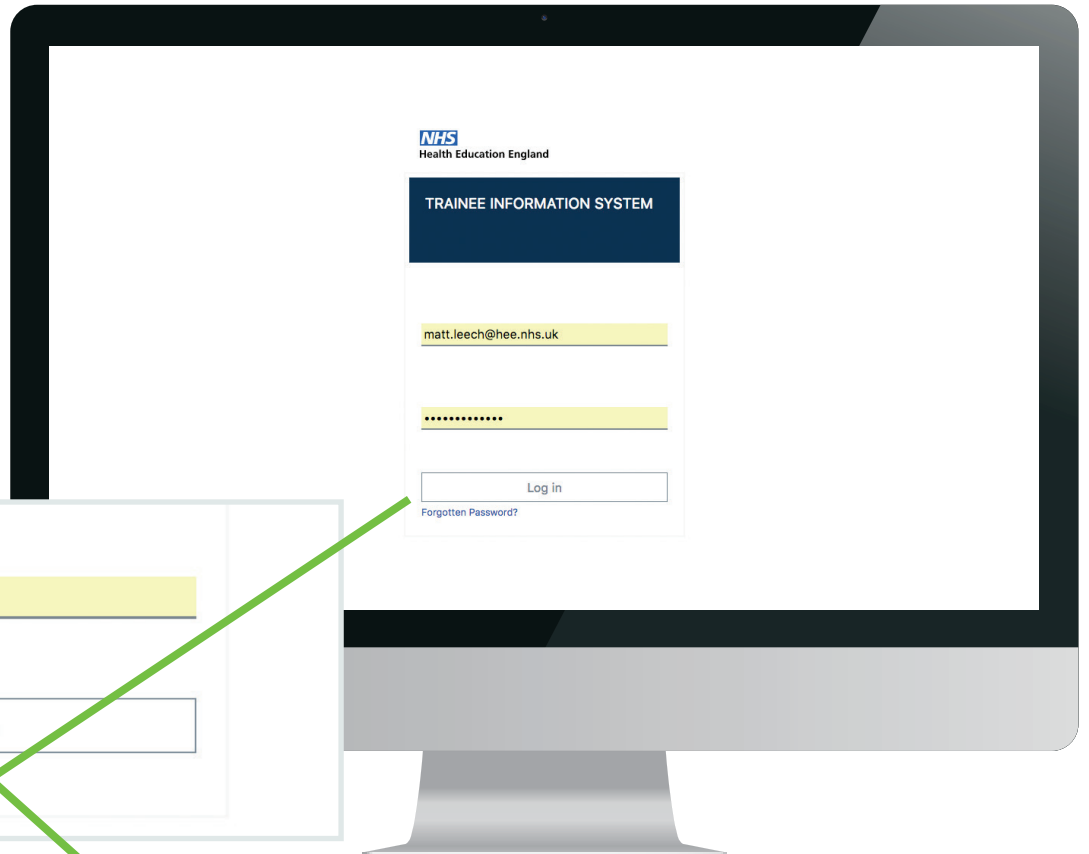 NHS
Health Education England
TRAINEE INFORMATION SYSTEM
matt.leech@hee.nhs.uk
•••••••••••••
Log in
Forgotten Password?